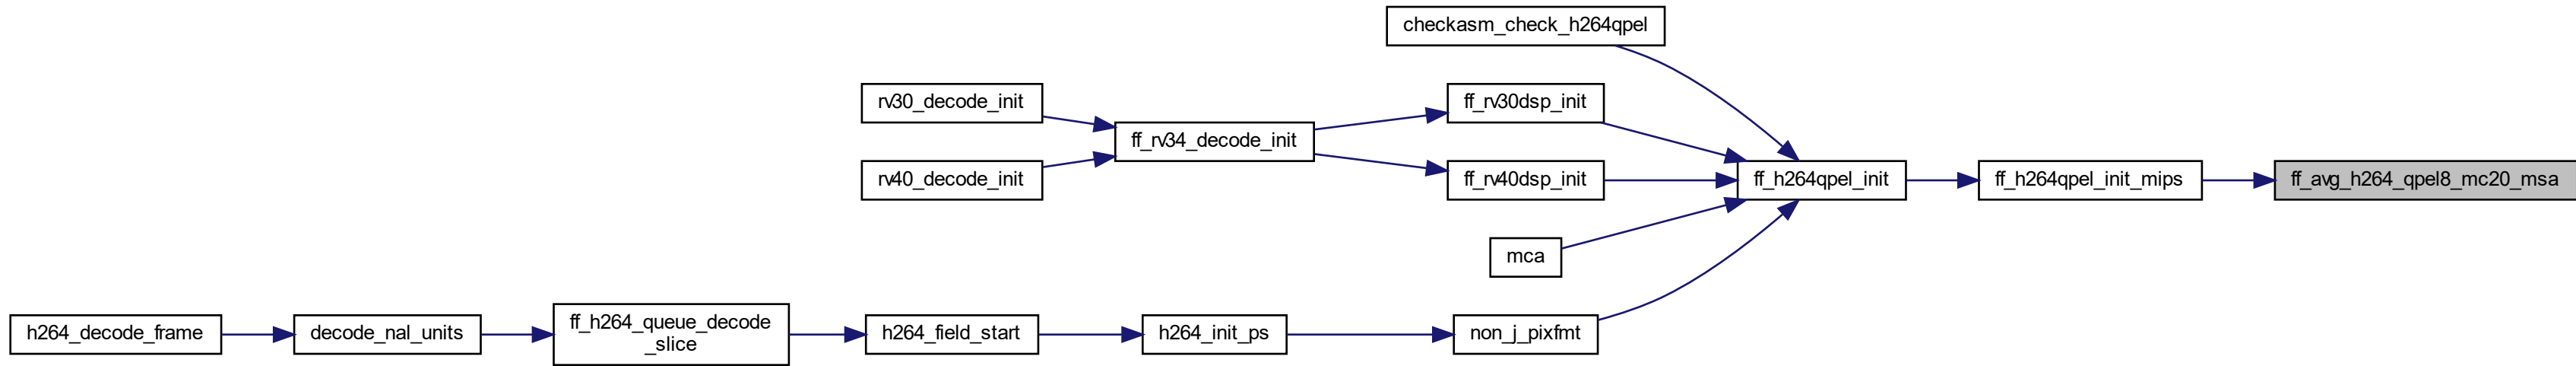 checkasm_check_h264qpel
rv30_decode_init
ff_rv30dsp_init
ff_rv34_decode_init
rv40_decode_init
ff_rv40dsp_init
ff_h264qpel_init
ff_h264qpel_init_mips
ff_avg_h264_qpel8_mc20_msa
mca
h264_decode_frame
decode_nal_units
ff_h264_queue_decode
_slice
h264_field_start
h264_init_ps
non_j_pixfmt